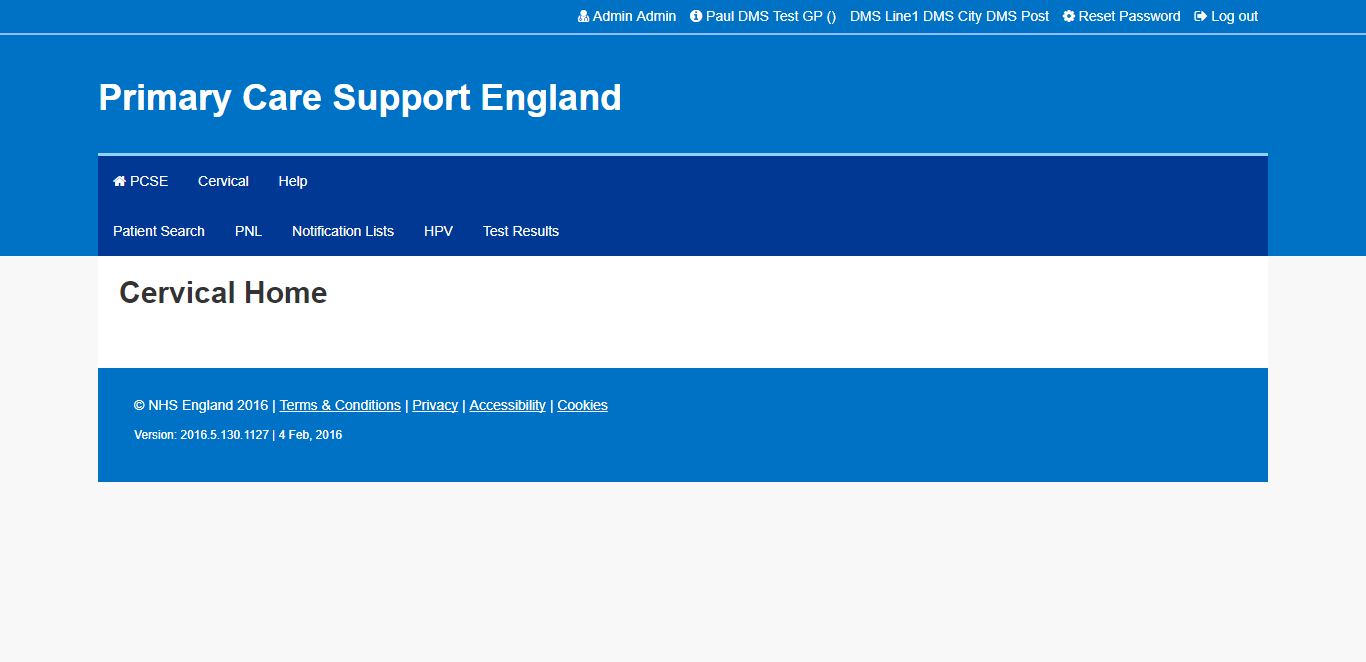 Admin Admin Paul DMS Test GP () DMS Line1 DMS City DMS Post Reset Password Log out
Primary Care Support England
PCSE Cervical Help
Patient Search PNL Notification Lists HPV Test Results
Cervical Home
© NHS England 2016 | Terms & Conditions | Privacy | Accessibility | Cookies
Version: 2016.5.130.1127 | 4 Feb, 2016